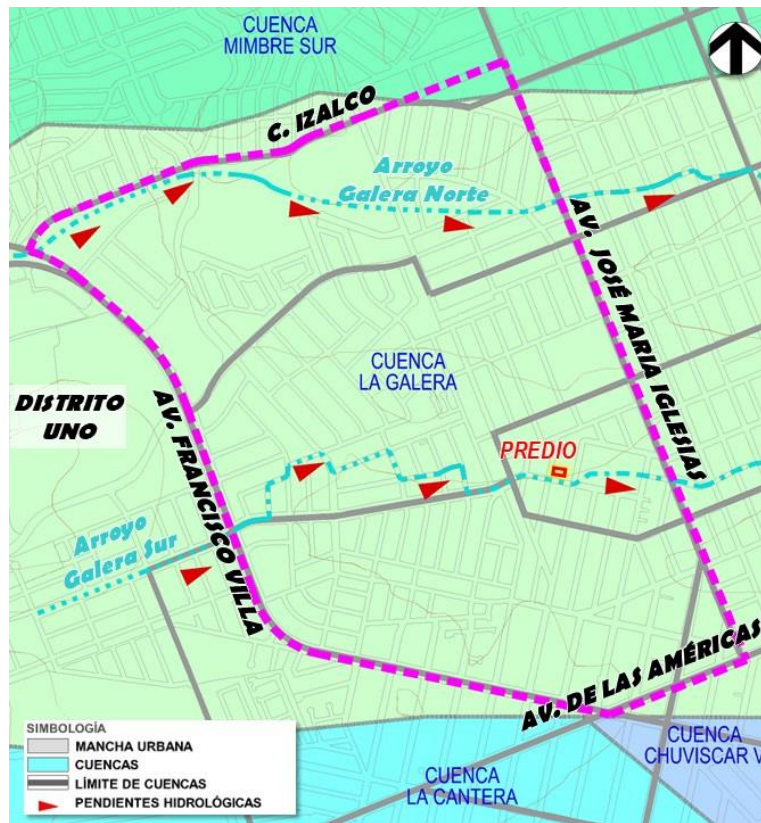 CUENCA
MIMBRE SUR
C. IZALCO
Arroyo
Galera Norte
AV. JOSÉ MARIA IGLESIAS
CUENCA
LA GALERA
DISTRITO
UNO
AV. FRANCISCO VILLA
PREDIO
Arroyo
Galera Sur
AV. DE LAS AMÉRICAS
SIMBOLOGÍA
MANCHA URBANA
CUENCAS
LÍMITE DE CUENCAS
PENDIENTES HIDROLÓGICAS
CUENCA
LA CANTERA
CUENCA
CHUVISCAR V